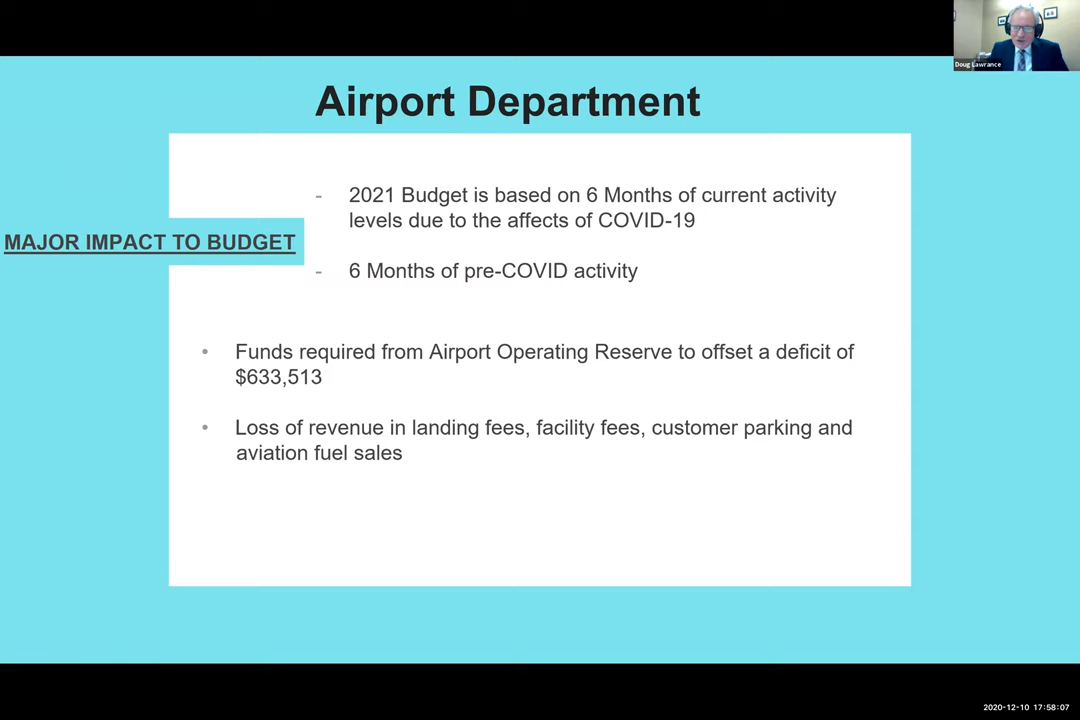 Doug Lawrance
Airport Department
MAJOR IMPACT TO BUDGET
- 2021 Budget is based on 6 Months of current activity
levels due to the affects of COVID-19
- 6 Months of pre-COVID activity
• Funds required from Airport Operating Reserve to offset a deficit of
$633,513
• Loss of revenue in landing fees, facility fees, customer parking and
aviation fuel sales
2020-12-10 17:58:07